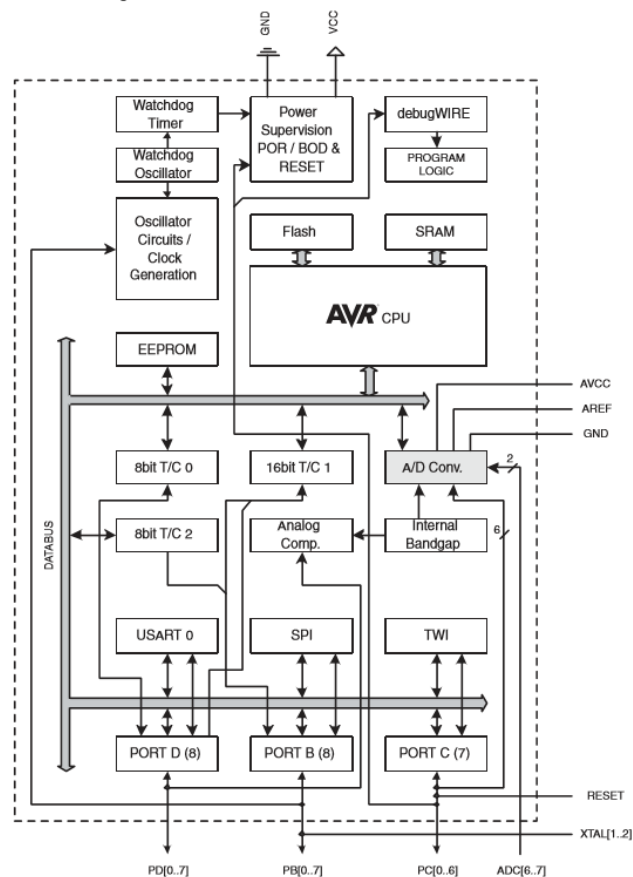 GND
VCC
Watchdog
Timer
Power
Supervision
POR / BOD &
RESET
debugWIRE
Watchdog
Oscillator
PROGRAM
LOGIC
Oscillator
Circuits /
Clock
Generation
Flash
SRAM
AVR CPU
EEPROM
AVCC
AREF
GND
8bit T/C 0
16bit T/C 1
A/D Conv.
2
DATABUS
8bit T/C 2
Analog
Comp.
Internal
Bandgap
6
USART 0
SPI
TWI
PORT D (8)
PORT B (8)
PORT C (7)
RESET
XTAL[1..2]
PD[0..7]
PB[0..7]
PC[0..6]
ADC[6..7]